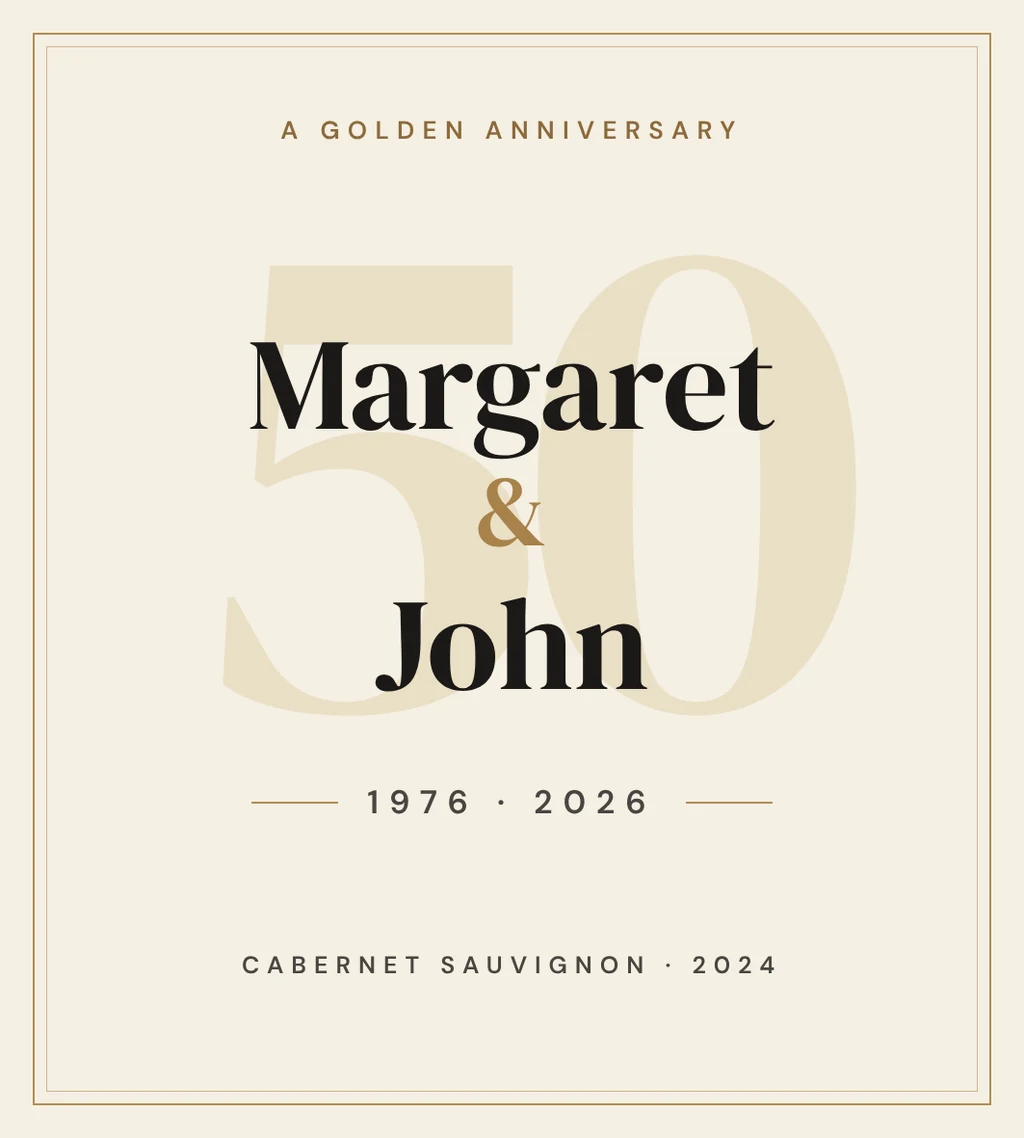 A GOLDEN ANNIVERSARY
50
Margaret
&
John
1976 · 2026
CABERNET SAUVIGNON · 2024